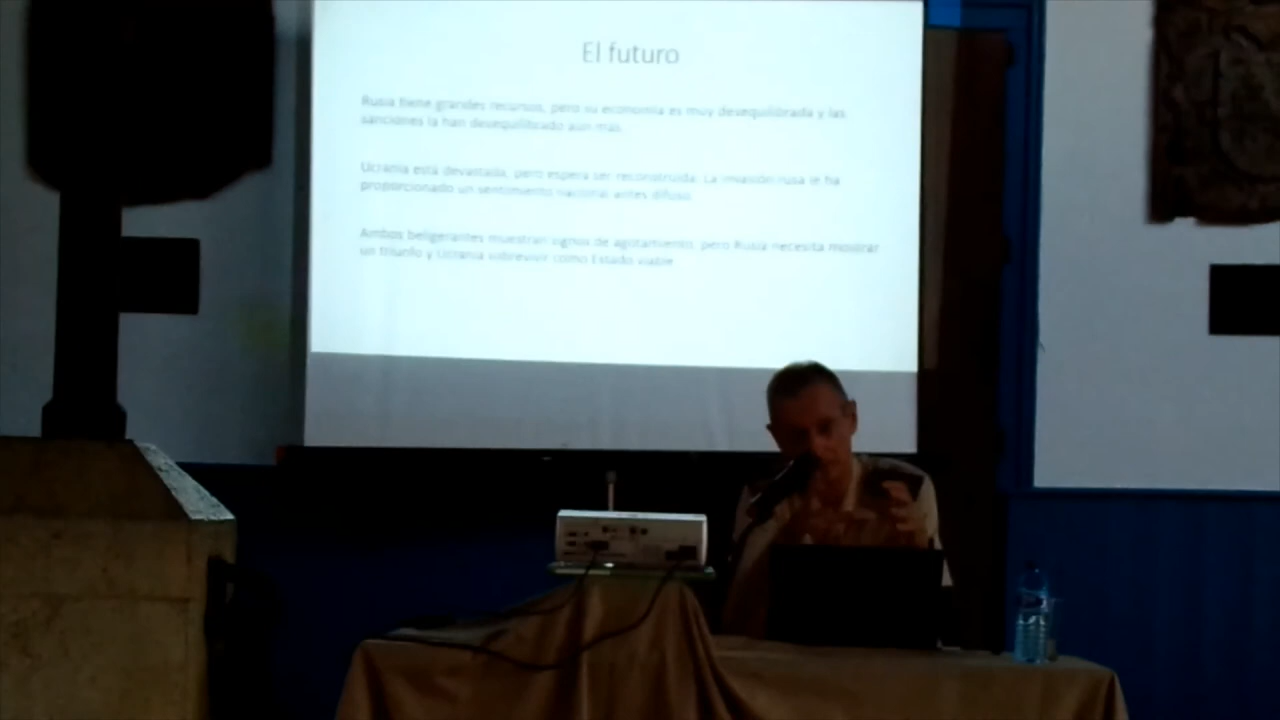 El futuro
Rusia tiene grandes recursos, pero su economía es muy desequilibrada y las
sanciones la han desequilibrado aún más.
Ucrania está devastada, pero espera ser reconstruida. La invasión rusa le ha
proporcionado un sentimiento nacional antes difuso.
Ambos beligerantes muestran signos de agotamiento, pero Rusia necesita mostrar
un triunfo y Ucrania sobrevivir como Estado viable.